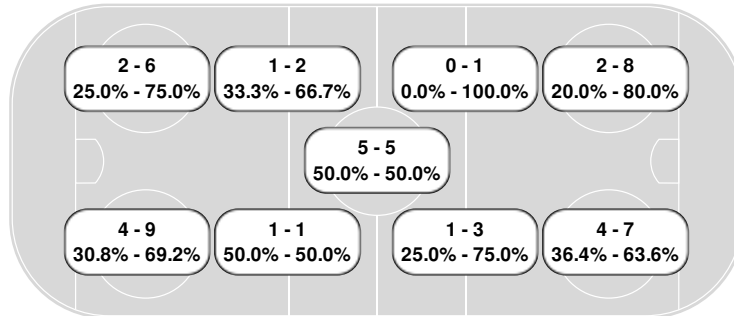 2 - 6
25.0% - 75.0%
1 - 2
33.3% - 66.7%
0 - 1
0.0% - 100.0%
2 - 8
20.0% - 80.0%
5 - 5
50.0% - 50.0%
4 - 9
30.8% - 69.2%
1 - 1
50.0% - 50.0%
1 - 3
25.0% - 75.0%
4 - 7
36.4% - 63.6%